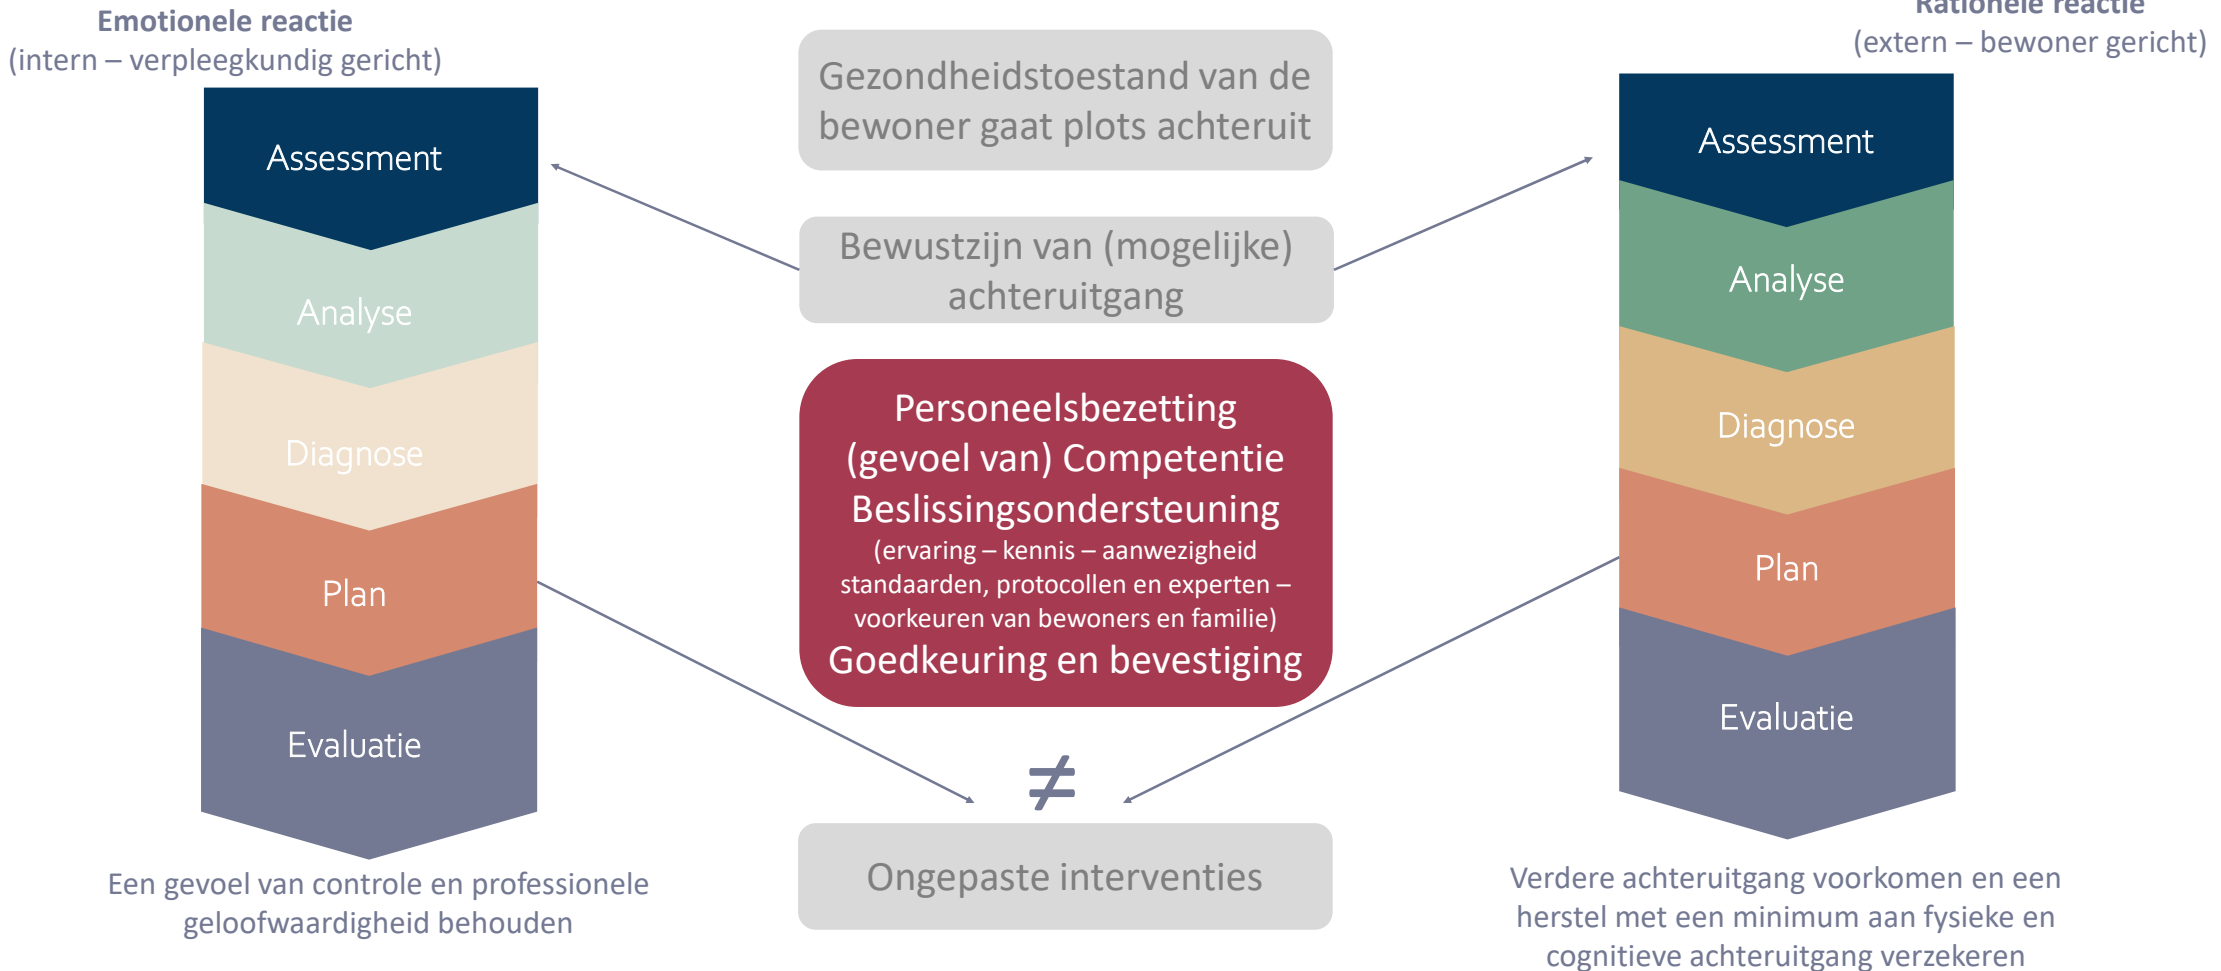 Emotionele reactie
(intern – verpleegkundig gericht)
Assessment
Analyse
Diagnose
Plan
Evaluatie
Een gevoel van controle en professionele
geloofwaardigheid behouden
Gezondheidstoestand van de
bewoner gaat plots achteruit
Bewustzijn van (mogelijke)
achteruitgang
Personeelsbezetting
(gevoel van) Competentie
Beslissingsondersteuning
(ervaring – kennis – aanwezigheid
standaarden, protocollen en experten –
voorkeuren van bewoners en familie)
Goedkeuring en bevestiging
≠
Ongepaste interventies
Rationele reactie
(extern – bewoner gericht)
Assessment
Analyse
Diagnose
Plan
Evaluatie
Verdere achteruitgang voorkomen en een
herstel met een minimum aan fysieke en
cognitieve achteruitgang verzekeren